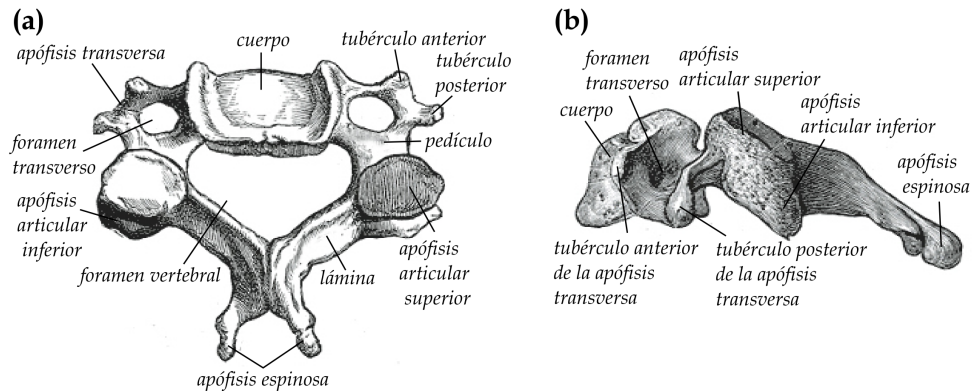 (a)
apófisis transversa
cuerpo
tubérculo anterior
tubérculo
posterior
foramen
transverso
pedículo
apófisis
articular
inferior
foramen vertebral
lámina
apófisis
articular
superior
apófisis espinosa
(b)
foramen
transverso
apófisis
articular superior
cuerpo
apófisis
articular inferior
apófisis
espinosa
tubérculo anterior
de la apófisis
transversa
tubérculo posterior
de la apófisis
transversa